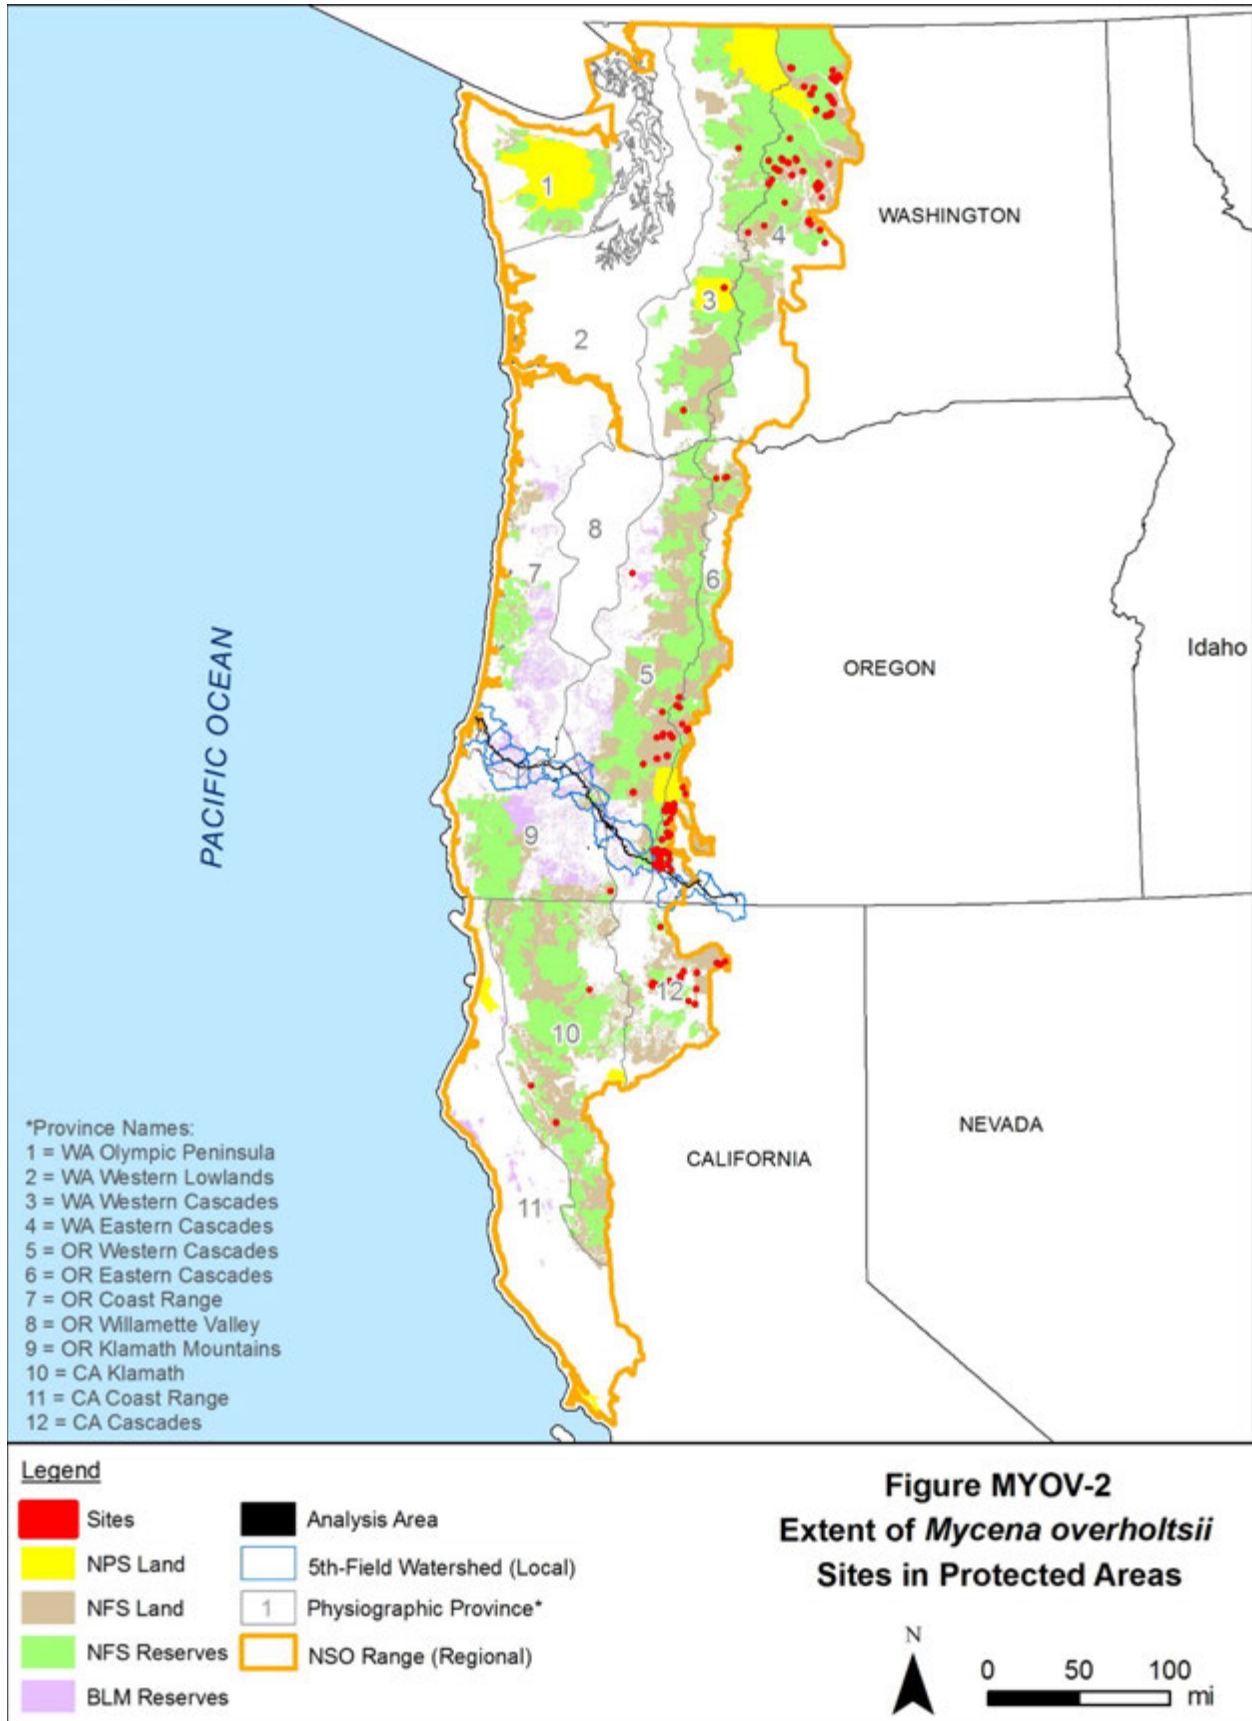 1
WASHINGTON
4
3
2
8
7
6
Idaho
5
OREGON
PACIFIC OCEAN
9
12
10
NEVADA
CALIFORNIA
11
*Province Names:
1 = WA Olympic Peninsula
2 = WA Western Lowlands
3 = WA Western Cascades
4 = WA Eastern Cascades
5 = OR Western Cascades
6 = OR Eastern Cascades
7 = OR Coast Range
8 = OR Willamette Valley
9 = OR Klamath Mountains
10 = CA Klamath
11 = CA Coast Range
12 = CA Cascades
Legend
Sites
NPS Land
NFS Land
NFS Reserves
BLM Reserves
Analysis Area
5th-Field Watershed (Local)
1 Physiographic Province*
NSO Range (Regional)
Figure MYOV-2
Extent of Mycena overholtsii
Sites in Protected Areas
N
0 50 100
mi